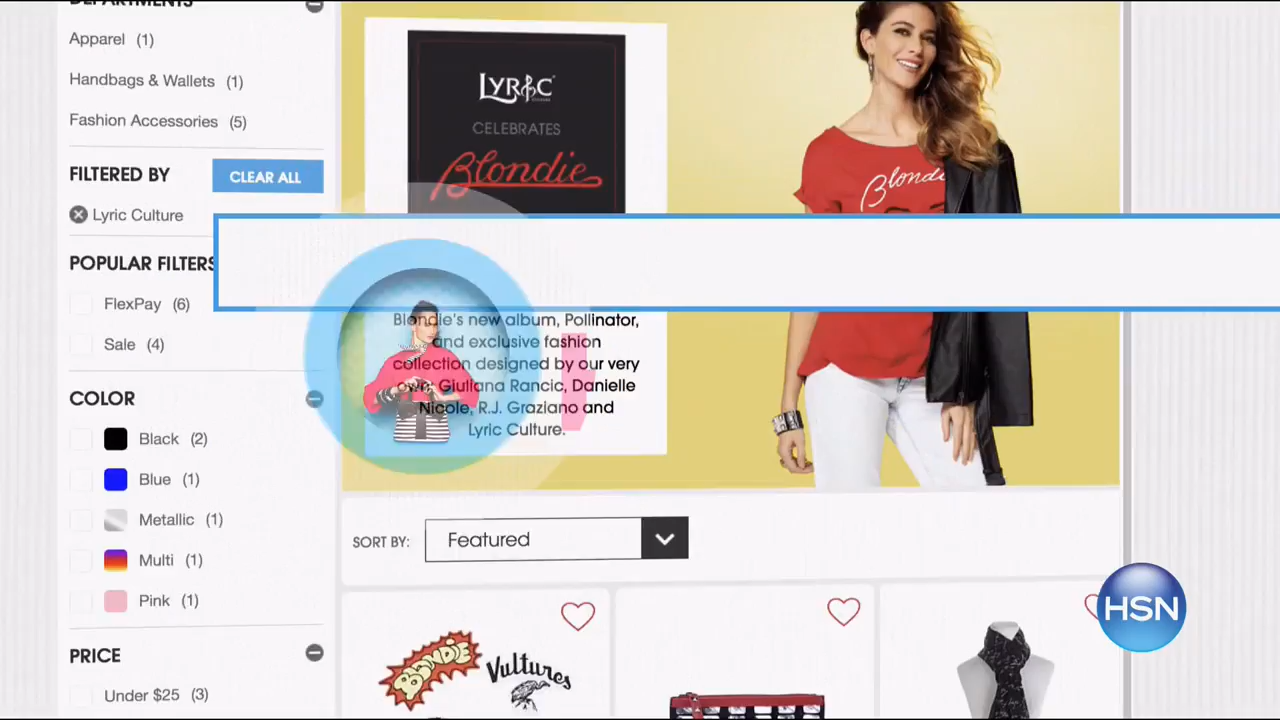 DEPARTMENTS
Apparel (1)
Handbags & Wallets (1)
Fashion Accessories (5)
FILTERED BY
CLEAR ALL
Lyric Culture
POPULAR FILTERS
FlexPay (6)
Sale (4)
COLOR
Black (2)
Blue (1)
Metallic (1)
Multi (1)
Pink (1)
PRICE
Under $25 (3)
LYRIC
CELEBRATES
Blondie
Blondie
Blondie's new album, Pollinator,
and exclusive fashion
collection designed by our very
own, Giuliana Rancic, Danielle
Nicole, R.J. Graziano and
Lyric Culture.
SORT BY:
Featured
BLONDIE
Vultures
HSN